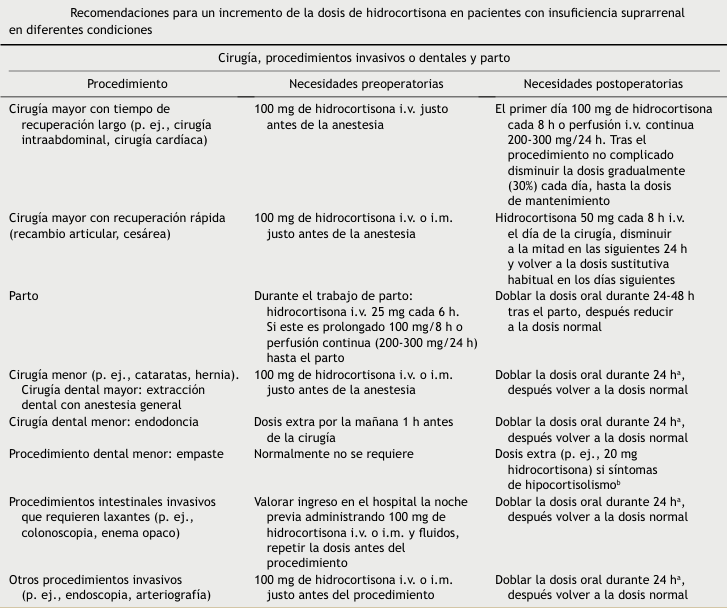 Recomendaciones para un incremento de la dosis de hidrocortisona en pacientes con insuficiencia suprarrenal
en diferentes condiciones
Cirugía, procedimientos invasivos o dentales y parto
Procedimiento Necesidades preoperatorias Necesidades postoperatorias
Cirugía mayor con tiempo de
recuperación largo (p. ej., cirugía
intraabdominal, cirugía cardíaca)
100 mg de hidrocortisona i.v. justo
antes de la anestesia
El primer día 100 mg de hidrocortisona
cada 8 h o perfusión i.v. continua
200-300 mg/24 h. Tras el
procedimiento no complicado
disminuir la dosis gradualmente
(30%) cada día, hasta la dosis
de mantenimiento
Cirugía mayor con recuperación rápida
(recambio articular, cesárea)
100 mg de hidrocortisona i.v. o i.m.
justo antes de la anestesia
Hidrocortisona 50 mg cada 8 h i.v.
el día de la cirugía, disminuir
a la mitad en las siguientes 24 h
y volver a la dosis sustitutiva
habitual en los días siguientes
Parto
Durante el trabajo de parto:
hidrocortisona i.v. 25 mg cada 6 h.
Si este es prolongado 100 mg/8 h o
perfusión continua (200-300 mg/24 h)
hasta el parto
Doblar la dosis oral durante 24-48 h
tras el parto, después reducir
a la dosis normal
Cirugía menor (p. ej., cataratas, hernia).
Cirugía dental mayor: extracción
dental con anestesia general
100 mg de hidrocortisona i.v. o i.m.
justo antes de la anestesia
Doblar la dosis oral durante 24 hᵃ,
después volver a la dosis normal
Cirugía dental menor: endodoncia
Dosis extra por la mañana 1 h antes
de la cirugía
Doblar la dosis oral durante 24 hᵃ,
después volver a la dosis normal
Procedimiento dental menor: empaste
Normalmente no se requiere
Dosis extra (p. ej., 20 mg
hidrocortisona) si síntomas
de hipocortisolismoᵇ
Procedimientos intestinales invasivos
que requieren laxantes (p. ej.,
colonoscopia, enema opaco)
Valorar ingreso en el hospital la noche
previa administrando 100 mg de
hidrocortisona i.v. o i.m. y fluidos,
repetir la dosis antes del
procedimiento
Doblar la dosis oral durante 24 hᵃ,
después volver a la dosis normal
Otros procedimientos invasivos
(p. ej., endoscopia, arteriografía)
100 mg de hidrocortisona i.v. o i.m.
justo antes del procedimiento
Doblar la dosis oral durante 24 hᵃ,
después volver a la dosis normal